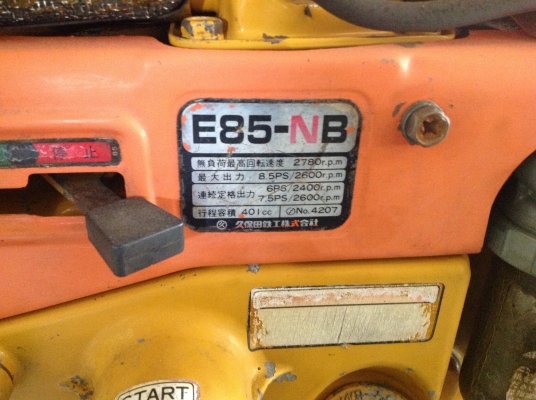 E85-NB
無負荷最高回転速度 2780r.p.m
最大出力 8.5PS/2600r.p.m
連続定格出力 6PS/2400r.p.m
7.5PS/2600r.p.m
行程容積 401cc No.4207
久保田鉄工株式会社
停止
START